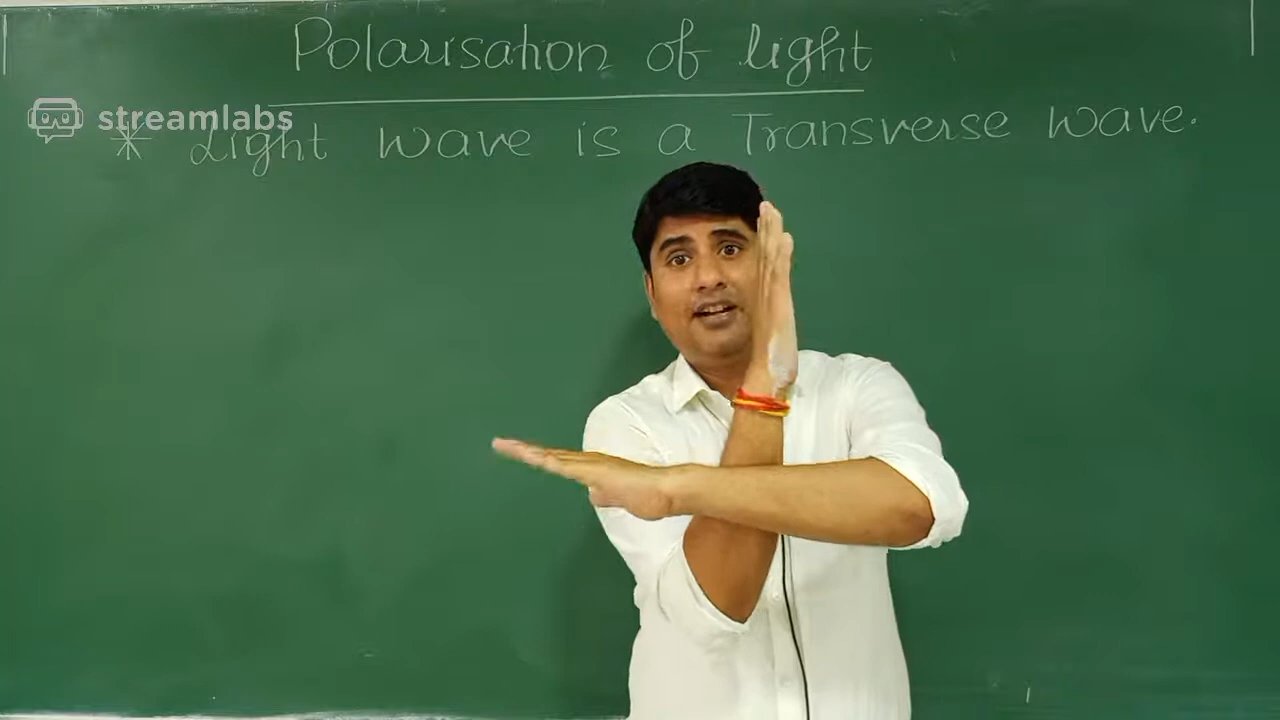 Polarisation of light
streamlabs
* Light wave is a Transverse wave.